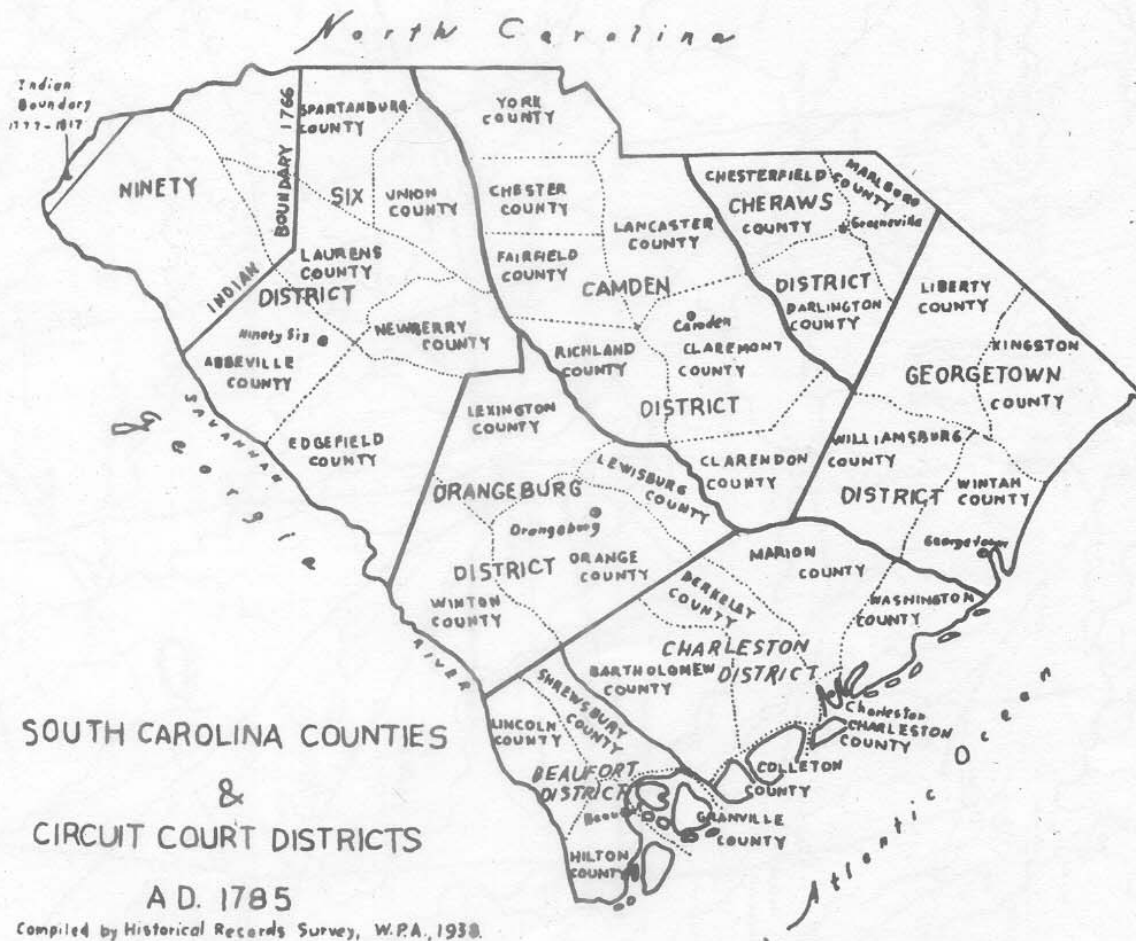 North Carolina
Indian
Boundary
1777-1817
NINETY
SIX
DISTRICT
INDIAN
BOUNDARY 1766
SPARTANBURG
COUNTY
UNION
COUNTY
LAURENS
COUNTY
NEWBERRY
COUNTY
Ninety Six
ABBEVILLE
COUNTY
EDGEFIELD
COUNTY
YORK
COUNTY
CHESTER
COUNTY
LANCASTER
COUNTY
FAIRFIELD
COUNTY
CAMDEN
Camden
RICHLAND
COUNTY
CLAREMONT
COUNTY
DISTRICT
CLARENDON
COUNTY
CHESTERFIELD
CHERAWS
COUNTY
MARLBORO
COUNTY
Greeneville
DISTRICT
DARLINGTON
COUNTY
LIBERTY
COUNTY
KINGSTON
GEORGETOWN
COUNTY
WILLIAMSBURG
COUNTY
DISTRICT
WINYAH
COUNTY
Georgetown
LEXINGTON
COUNTY
LEWISBURG
COUNTY
ORANGEBURG
Orangeburg
DISTRICT
ORANGE
COUNTY
WINTON
COUNTY
MARION
COUNTY
BERKELEY
COUNTY
WASHINGTON
COUNTY
CHARLESTON
DISTRICT
BARTHOLOMEW
COUNTY
Charleston
CHARLESTON
COUNTY
COLLETON
COUNTY
SHREWSBURY
COUNTY
LINCOLN
COUNTY
BEAUFORT
DISTRICT
GRANVILLE
COUNTY
HILTON
COUNTY
Georgia
SAVANNAH
RIVER
Atlantic Ocean
SOUTH CAROLINA COUNTIES
&
CIRCUIT COURT DISTRICTS
A D. 1785
Compiled by Historical Records Survey, W.P.A., 1938.